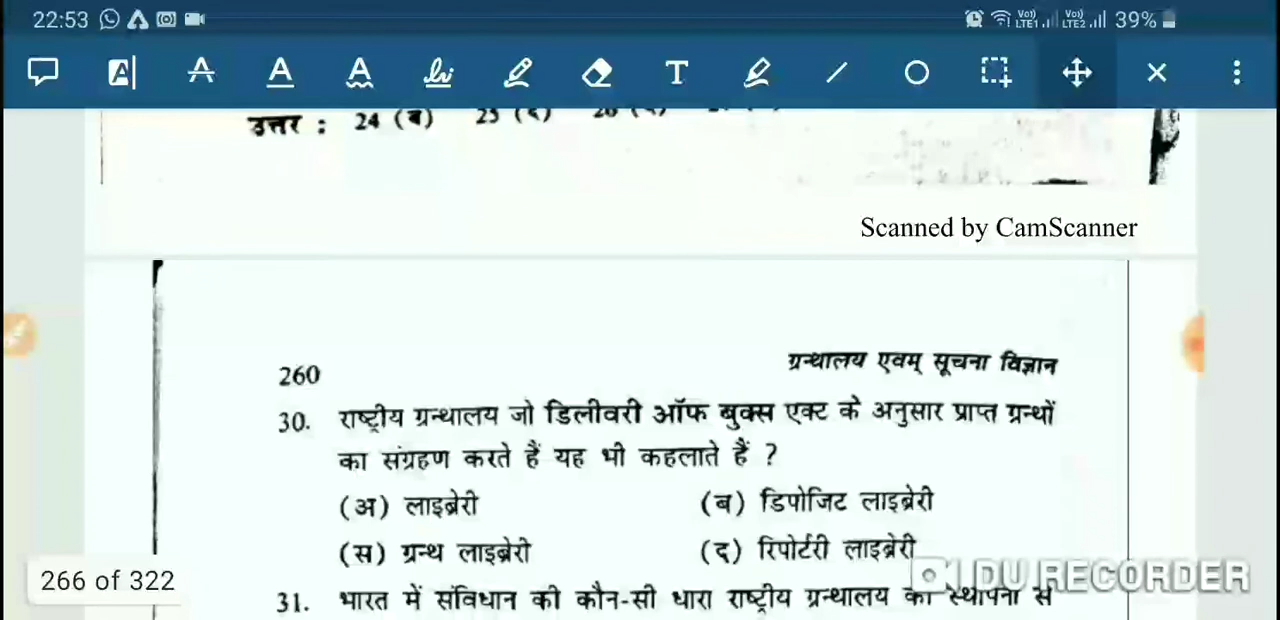 22:53 39%
उत्तर : 24 (ब) 25 (द)
Scanned by CamScanner
260 ग्रन्थालय एवम् सूचना विज्ञान
30. राष्ट्रीय ग्रन्थालय जो डिलीवरी ऑफ बुक्स एक्ट के अनुसार प्राप्त ग्रन्थों
का संग्रहण करते हैं यह भी कहलाते हैं ?
(अ) लाइब्रेरी (ब) डिपोजिट लाइब्रेरी
(स) ग्रन्थ लाइब्रेरी (द) रिपोर्टरी लाइब्रेरी
266 of 322
DU RECORDER
31. भारत में संविधान की कौन-सी धारा राष्ट्रीय ग्रन्थालय की स्थापना से